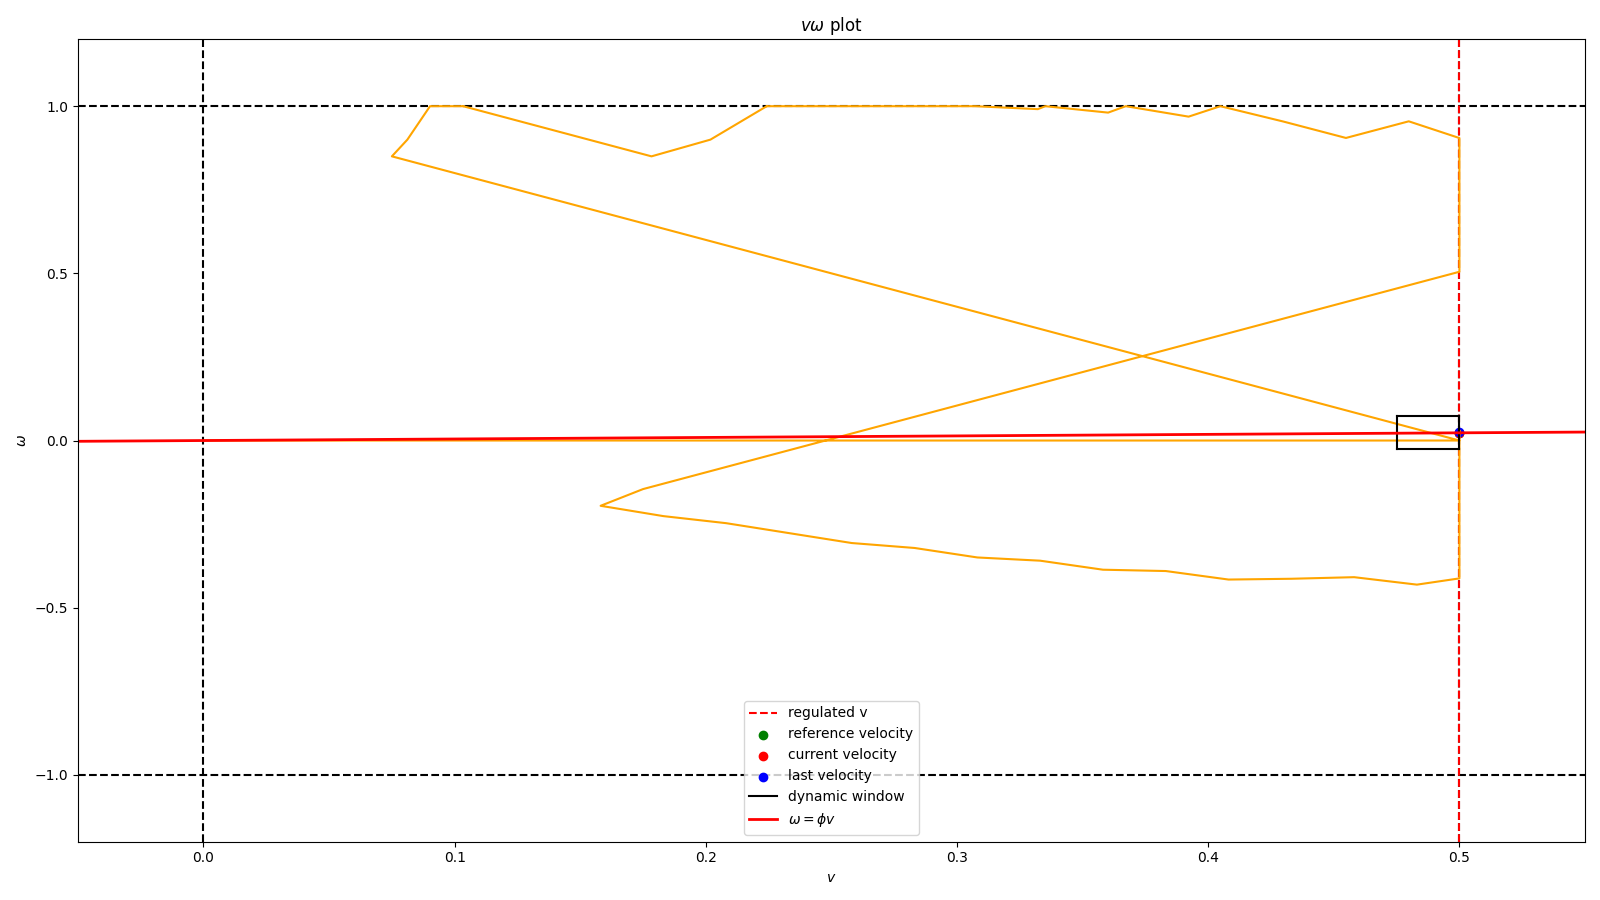 vω plot
1.0
0.5
0.0
−0.5
−1.0
ω
0.0
0.1
0.2
0.3
0.4
0.5
v
regulated v
reference velocity
current velocity
last velocity
dynamic window
ω = ϕv